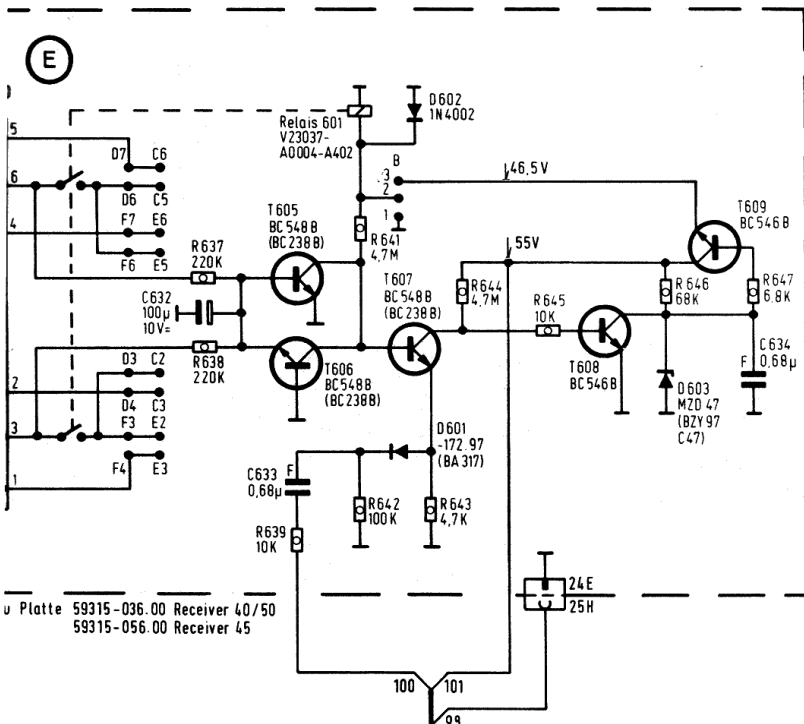 E
5
6
4
2
3
1
D7 C6
D6 C5
F7 E6
F6 E5
D3 C2
D4 C3
F3 E2
F4 E3
Relais 601
V23037-
A0004-A402
D602
1N4002
B
3
2
1
46,5V
55V
T605
BC548B
(BC238B)
R637
220K
C632
100µ
10V=
R638
220K
T606
BC548B
(BC238B)
R641
4,7M
T607
BC548B
(BC238B)
R644
4,7M
R645
10K
T608
BC546B
T609
BC546B
R646
68K
R647
6,8K
C634
0,68µ
F
D603
MZD 47
(BZY97
C47)
D601
-172.97
(BA317)
C633
0,68µ
F
R639
10K
R642
100K
R643
4,7K
24E
25H
Platte 59315-036.00 Receiver 40/50
59315-056.00 Receiver 45
100 101
99